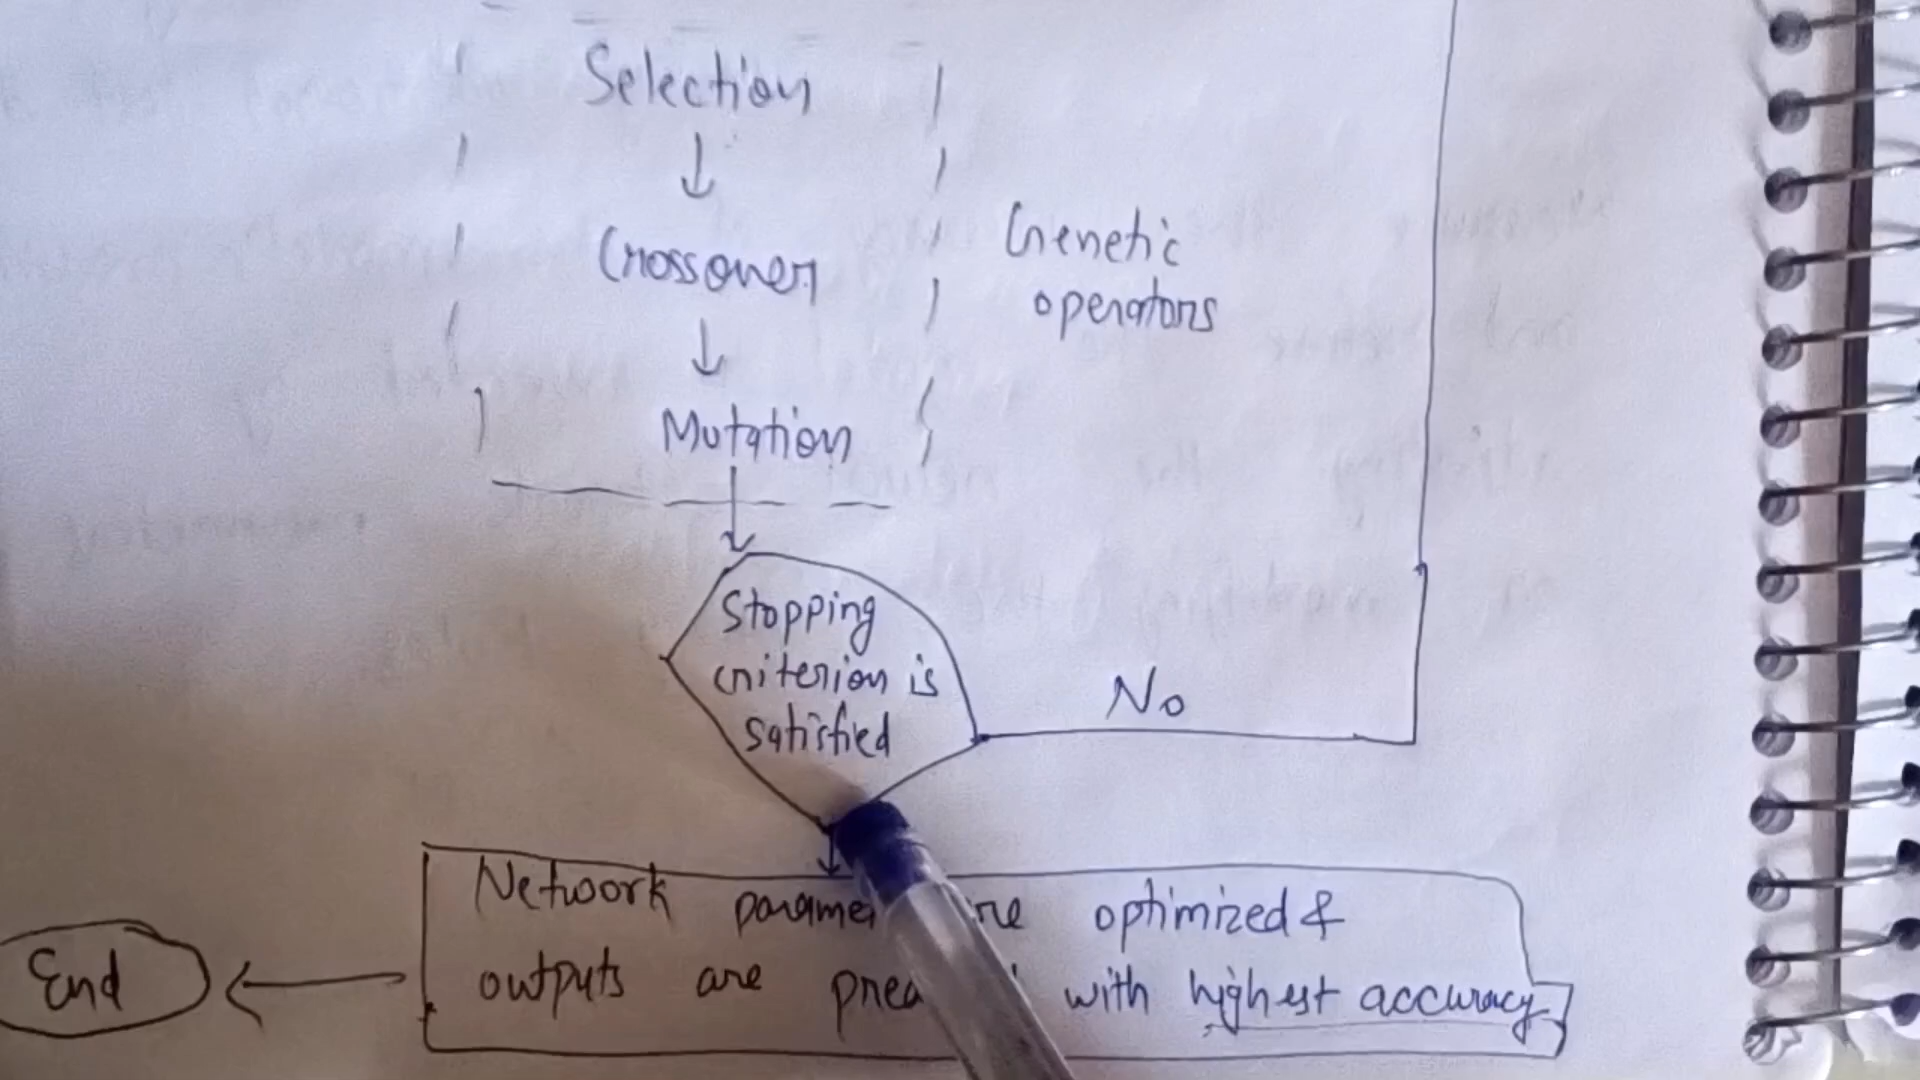 Selection
Crossover
Genetic
operators
Mutation
Stopping
criterion is
satisfied
No
Network optimized &
outputs are with highest accuracy
End